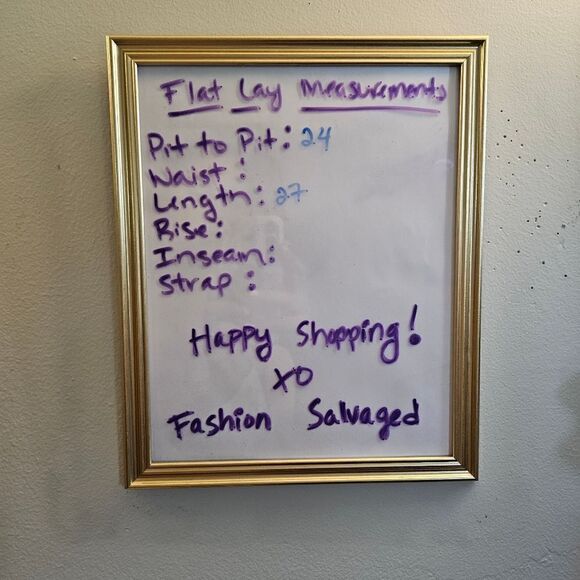 Flat Lay Measurements
Pit to Pit: 24
Waist:
Length: 27
Rise:
Inseam:
Strap:
Happy Shopping!
XO
Fashion Salvaged